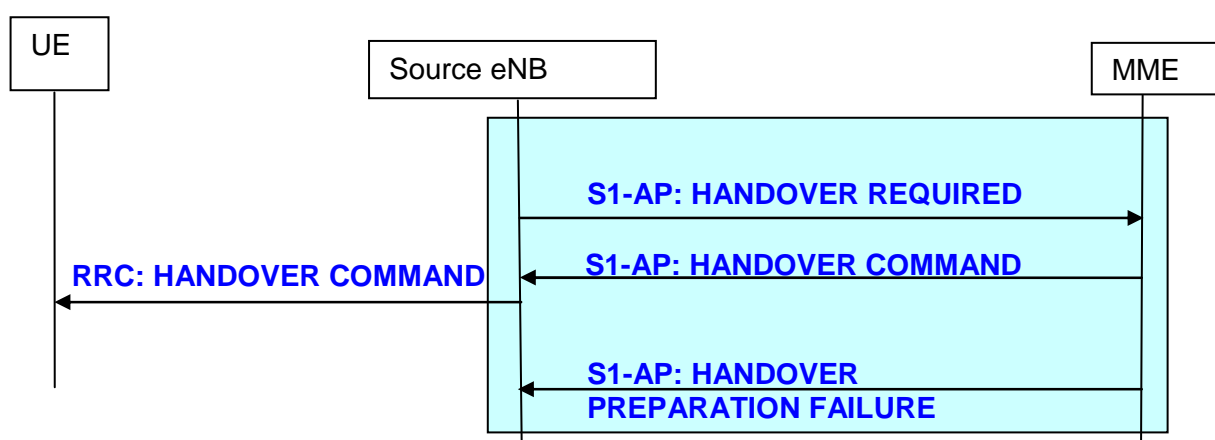 UE
Source eNB
MME
S1-AP: HANDOVER REQUIRED
S1-AP: HANDOVER COMMAND
RRC: HANDOVER COMMAND
S1-AP: HANDOVER
PREPARATION FAILURE